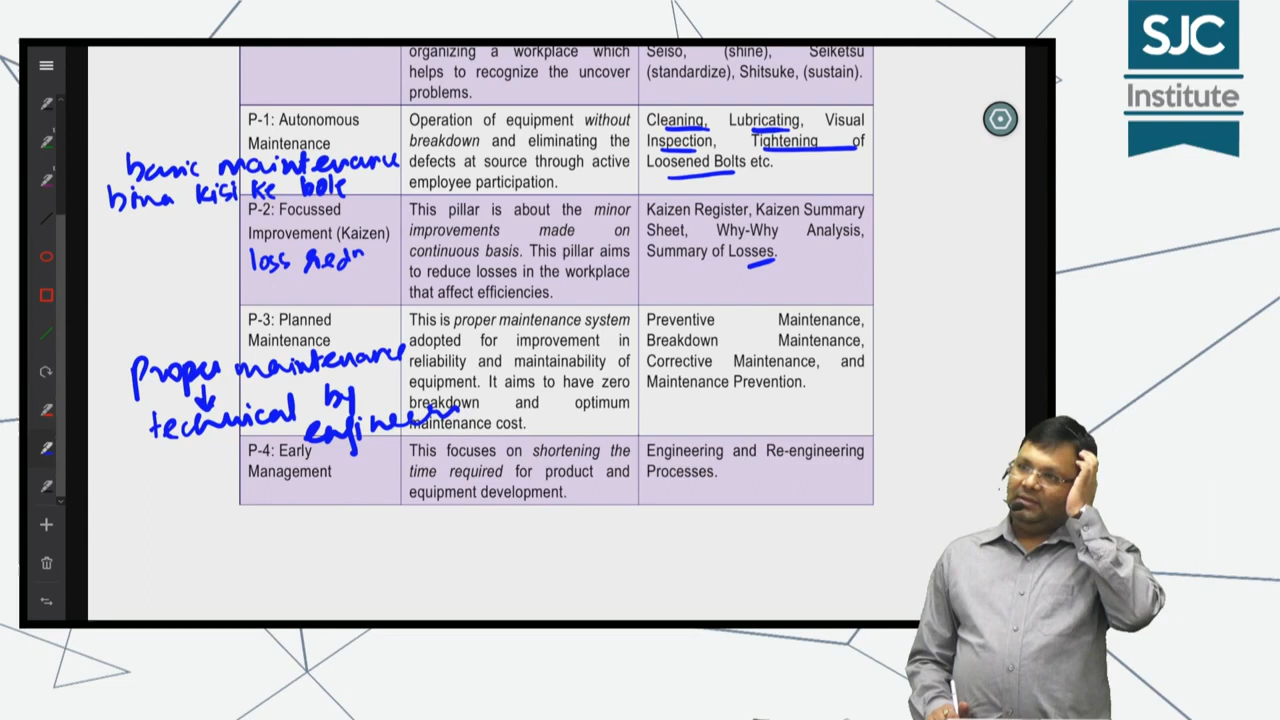 SJC
Institute
organizing a workplace which
helps to recognize the uncover
problems.
Seiso, (shine), Seiketsu
(standardize), Shitsuke, (sustain).
P-1: Autonomous
Maintenance
basic maintenance
bina kisi ke bole
Operation of equipment without
breakdown and eliminating the
defects at source through active
employee participation.
Cleaning, Lubricating, Visual
Inspection, Tightening of
Loosened Bolts etc.
P-2: Focussed
Improvement (Kaizen)
loss redn
This pillar is about the minor
improvements made on
continuous basis. This pillar aims
to reduce losses in the workplace
that affect efficiencies.
Kaizen Register, Kaizen Summary
Sheet, Why-Why Analysis,
Summary of Losses.
P-3: Planned
Maintenance
Proper maintenance
technical by
engineers
This is proper maintenance system
adopted for improvement in
reliability and maintainability of
equipment. It aims to have zero
breakdown and optimum
maintenance cost.
Preventive Maintenance,
Breakdown Maintenance,
Corrective Maintenance, and
Maintenance Prevention.
P-4: Early
Management
This focuses on shortening the
time required for product and
equipment development.
Engineering and Re-engineering
Processes.